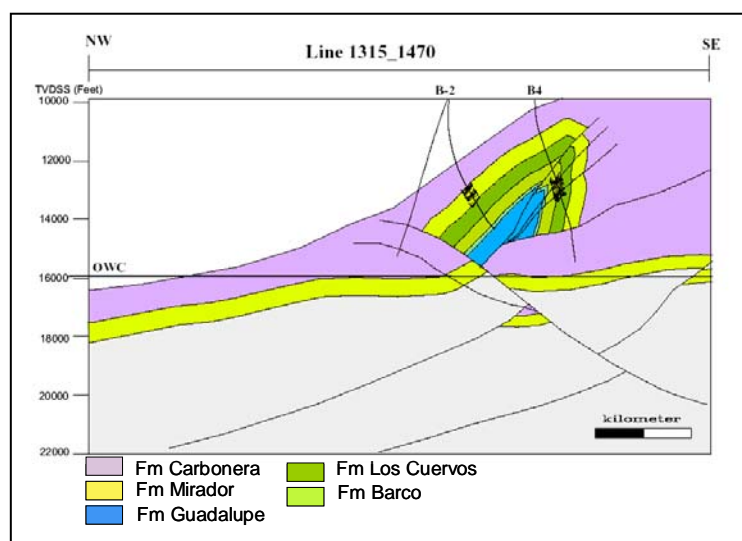 NW
SE
Line 1315_1470
TVDSS (Feet)
B-2
B4
10000
12000
14000
OWC
16000
18000
20000
22000
kilometer
Fm Carbonera
Fm Los Cuervos
Fm Mirador
Fm Barco
Fm Guadalupe